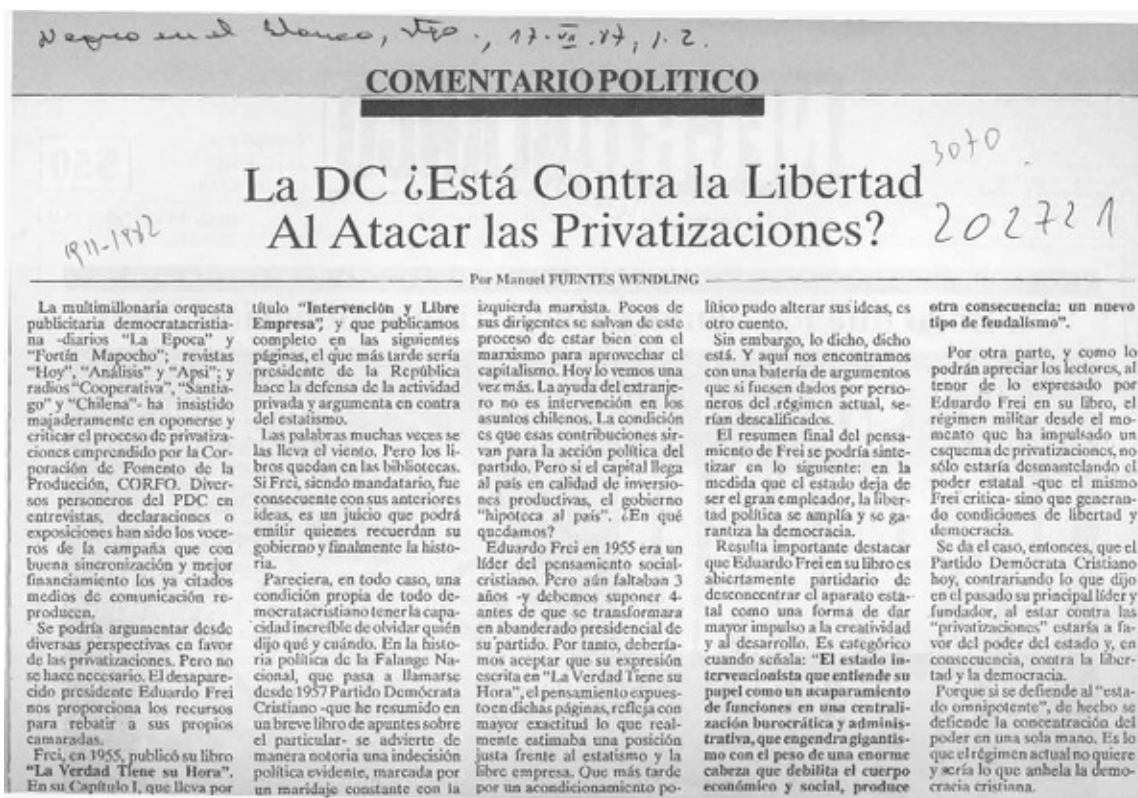 Negro en el Blanco, Stgo., 17-VII-87, p. 2.
COMENTARIO POLITICO
3070
La DC ¿Está Contra la Libertad
Al Atacar las Privatizaciones?
202721
1911-1982
Por Manuel FUENTES WENDLING
La multimillonaria orquesta
publicitaria democratacristia-
na -diarios "La Epoca" y
"Fortín Mapocho"; revistas
"Hoy", "Análisis" y "Apsi"; y
radios "Cooperativa", "Santia-
go" y "Chilena"- ha insistido
majaderamente en oponerse y
criticar el proceso de privatiza-
ciones emprendido por la Cor-
poración de Fomento de la
Producción, CORFO. Diver-
sos personeros del PDC en
entrevistas, declaraciones o
exposiciones han sido los voce-
ros de la campaña que con
buena sincronización y mejor
financiamiento los ya citados
medios de comunicación re-
producen.
Se podría argumentar desde
diversas perspectivas en favor
de las privatizaciones. Pero no
se hace necesario. El desapare-
cido presidente Eduardo Frei
nos proporciona los recursos
para rebatir a sus propios
camaradas.
Frei, en 1955, publicó su libro
"La Verdad Tiene su Hora".
En su Capítulo I, que lleva por
título "Intervención y Libre
Empresa", y que publicamos
completo en las siguientes
páginas, el que más tarde sería
presidente de la República
hace la defensa de la actividad
privada y argumenta en contra
del estatismo.
Las palabras muchas veces se
las lleva el viento. Pero los li-
bros quedan en las bibliotecas.
Si Frei, siendo mandatario, fue
consecuente con sus anteriores
ideas, es un juicio que podrá
emitir quienes recuerdan su
gobierno y finalmente la histo-
ria.
Pareciera, en todo caso, una
condición propia de todo de-
mocratacristiano tener la capa-
cidad increíble de olvidar quién
dijo qué y cuándo. En la histo-
ria política de la Falange Na-
cional, que pasa a llamarse
desde 1957 Partido Demócrata
Cristiano -que he resumido en
un breve libro de apuntes sobre
el particular- se advierte de
manera notoria una indecisión
política evidente, marcada por
un maridaje constante con la
izquierda marxista. Pocos de
sus dirigentes se salvan de este
proceso de estar bien con el
marxismo para aprovechar el
capitalismo. Hoy lo vemos una
vez más. La ayuda del extranje-
ro no es intervención en los
asuntos chilenos. La condición
es que esas contribuciones sir-
van para la acción política del
partido. Pero si el capital llega
al país en calidad de inversio-
nes productivas, el gobierno
"hipoteca al país". ¿En qué
quedamos?
Eduardo Frei en 1955 era un
líder del pensamiento social-
cristiano. Pero aún faltaban 3
años -y debemos suponer 4-
antes de que se transformara
en abanderado presidencial de
su partido. Por tanto, debería-
mos aceptar que su expresión
escrita en "La Verdad Tiene su
Hora", el pensamiento expues-
to en dichas páginas, refleja con
mayor exactitud lo que real-
mente estimaba una posición
justa frente al estatismo y la
libre empresa. Que más tarde
por un acondicionamiento po-
lítico pudo alterar sus ideas, es
otro cuento.
Sin embargo, lo dicho, dicho
está. Y aquí nos encontramos
con una batería de argumentos
que si fuesen dados por perso-
neros del régimen actual, se-
rían descalificados.
El resumen final del pensa-
miento de Frei se podría sinte-
tizar en lo siguiente: en la
medida que el estado deja de
ser el gran empleador, la liber-
tad política se amplía y se ga-
rantiza la democracia.
Resulta importante destacar
que Eduardo Frei en su libro es
abiertamente partidario de
desconcentrar el aparato esta-
tal como una forma de dar
mayor impulso a la creatividad
y al desarrollo. Es categórico
cuando señala: "El estado in-
tervencionista que entiende su
papel como un acaparamiento
de funciones en una centrali-
zación burocrática y adminis-
trativa, que engendra gigantis-
mo con el peso de una enorme
cabeza que debilita el cuerpo
económico y social, produce
otra consecuencia: un nuevo
tipo de feudalismo".
Por otra parte, y como lo
podrán apreciar los lectores, al
tenor de lo expresado por
Eduardo Frei en su libro, el
régimen militar desde el mo-
mento que ha impulsado un
esquema de privatizaciones, no
sólo estaría desmantelando el
poder estatal -que el mismo
Frei critica- sino que generan-
do condiciones de libertad y
democracia.
Se da el caso, entonces, que el
Partido Demócrata Cristiano
hoy, contrariando lo que dijo
en el pasado su principal líder y
fundador, al estar contra las
"privatizaciones" estaría a fa-
vor del poder del estado y, en
consecuencia, contra la liber-
tad y la democracia.
Porque si se defiende al "esta-
do omnipotente", de hecho se
defiende la concentración del
poder en una sola mano. Es lo
que el régimen actual no quiere
y sería lo que anhela la demo-
cracia cristiana.